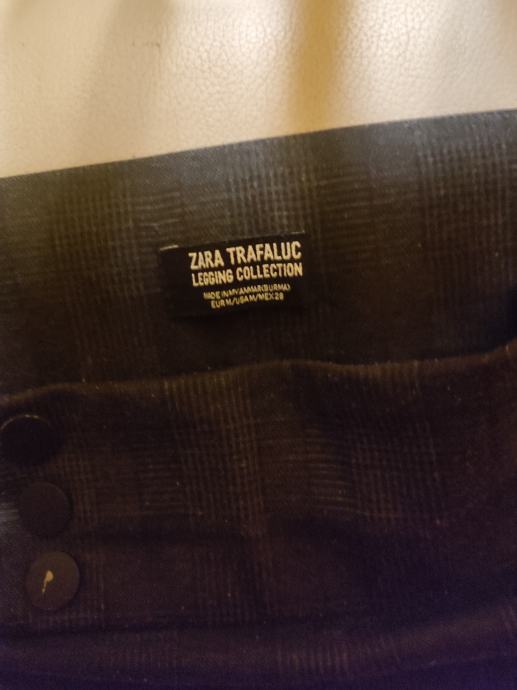 ZARA TRAFALUC
LEGGING COLLECTION
MADE IN MYANMAR(BURMA)
EUR M/USA M/MEX 28